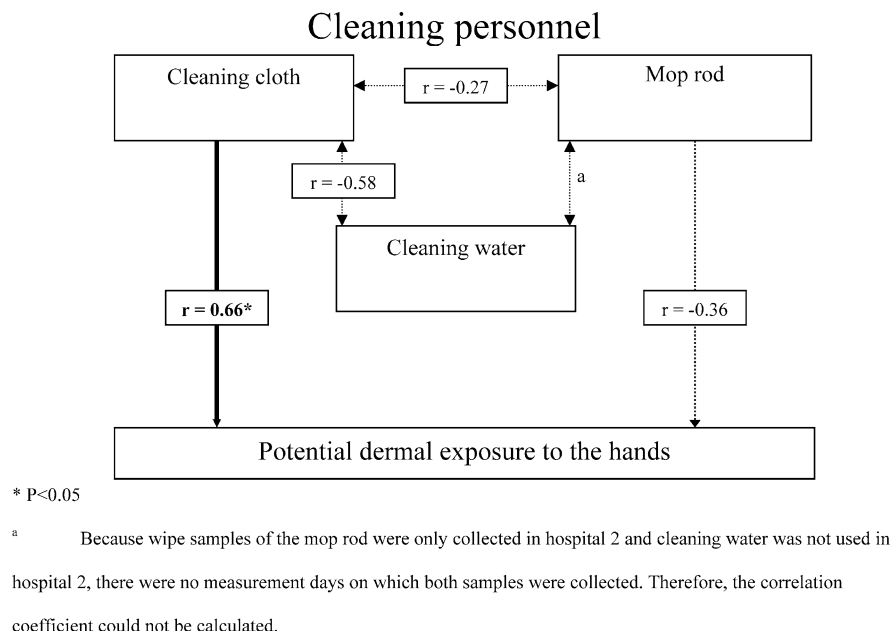 Cleaning personnel
Cleaning cloth
r = -0.27
Mop rod
r = -0.58
a
Cleaning water
r = 0.66*
r = -0.36
Potential dermal exposure to the hands
* P<0.05
a Because wipe samples of the mop rod were only collected in hospital 2 and cleaning water was not used in
hospital 2, there were no measurement days on which both samples were collected. Therefore, the correlation
coefficient could not be calculated.